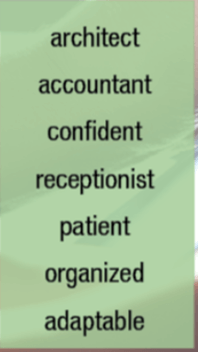 architect
accountant
confident
receptionist
patient
organized
adaptable